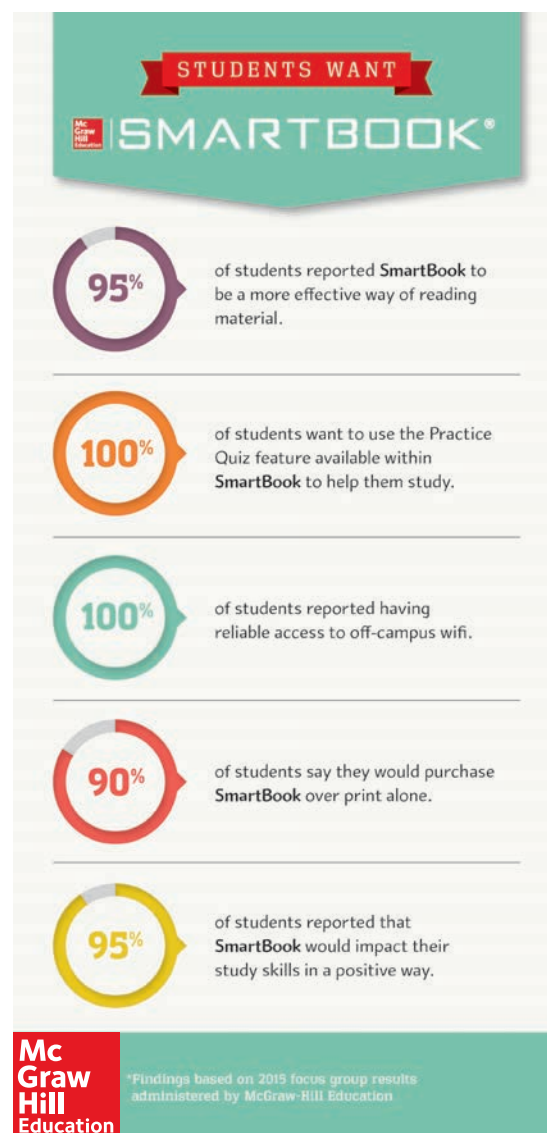 STUDENTS WANT
Mc
Graw
Hill
Education
SMARTBOOK®
95%
of students reported SmartBook to
be a more effective way of reading
material.
100%
of students want to use the Practice
Quiz feature available within
SmartBook to help them study.
100%
of students reported having
reliable access to off-campus wifi.
90%
of students say they would purchase
SmartBook over print alone.
95%
of students reported that
SmartBook would impact their
study skills in a positive way.
Mc
Graw
Hill
Education
*Findings based on 2015 focus group results
administered by McGraw-Hill Education